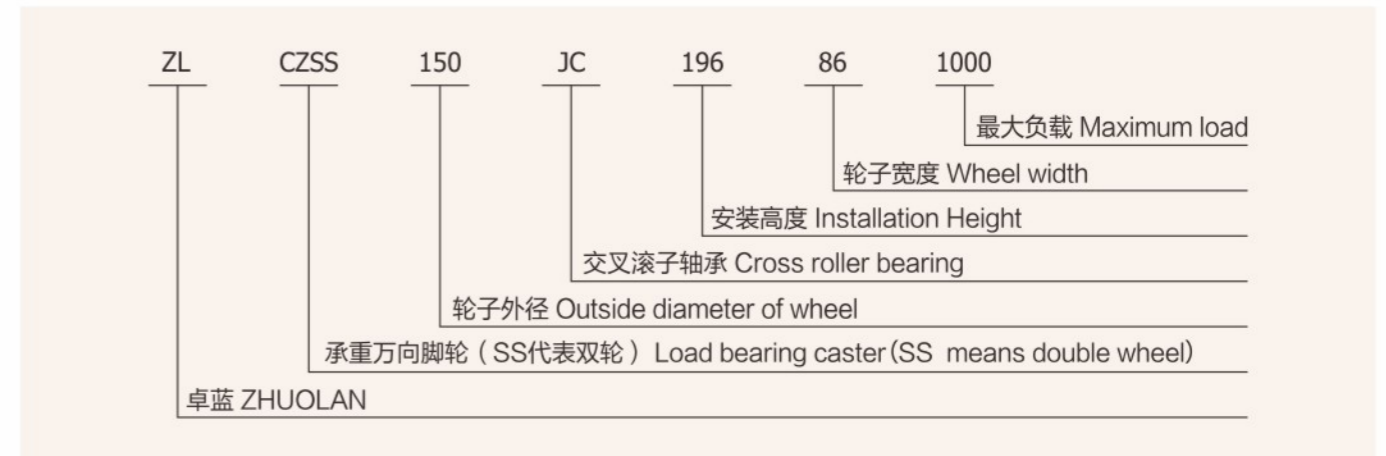 ZL CZSS 150 JC 196 86 1000
最大负载 Maximum load
轮子宽度 Wheel width
安装高度 Installation Height
交叉滚子轴承 Cross roller bearing
轮子外径 Outside diameter of wheel
承重万向脚轮（SS代表双轮）Load bearing caster(SS means double wheel)
卓蓝 ZHUOLAN